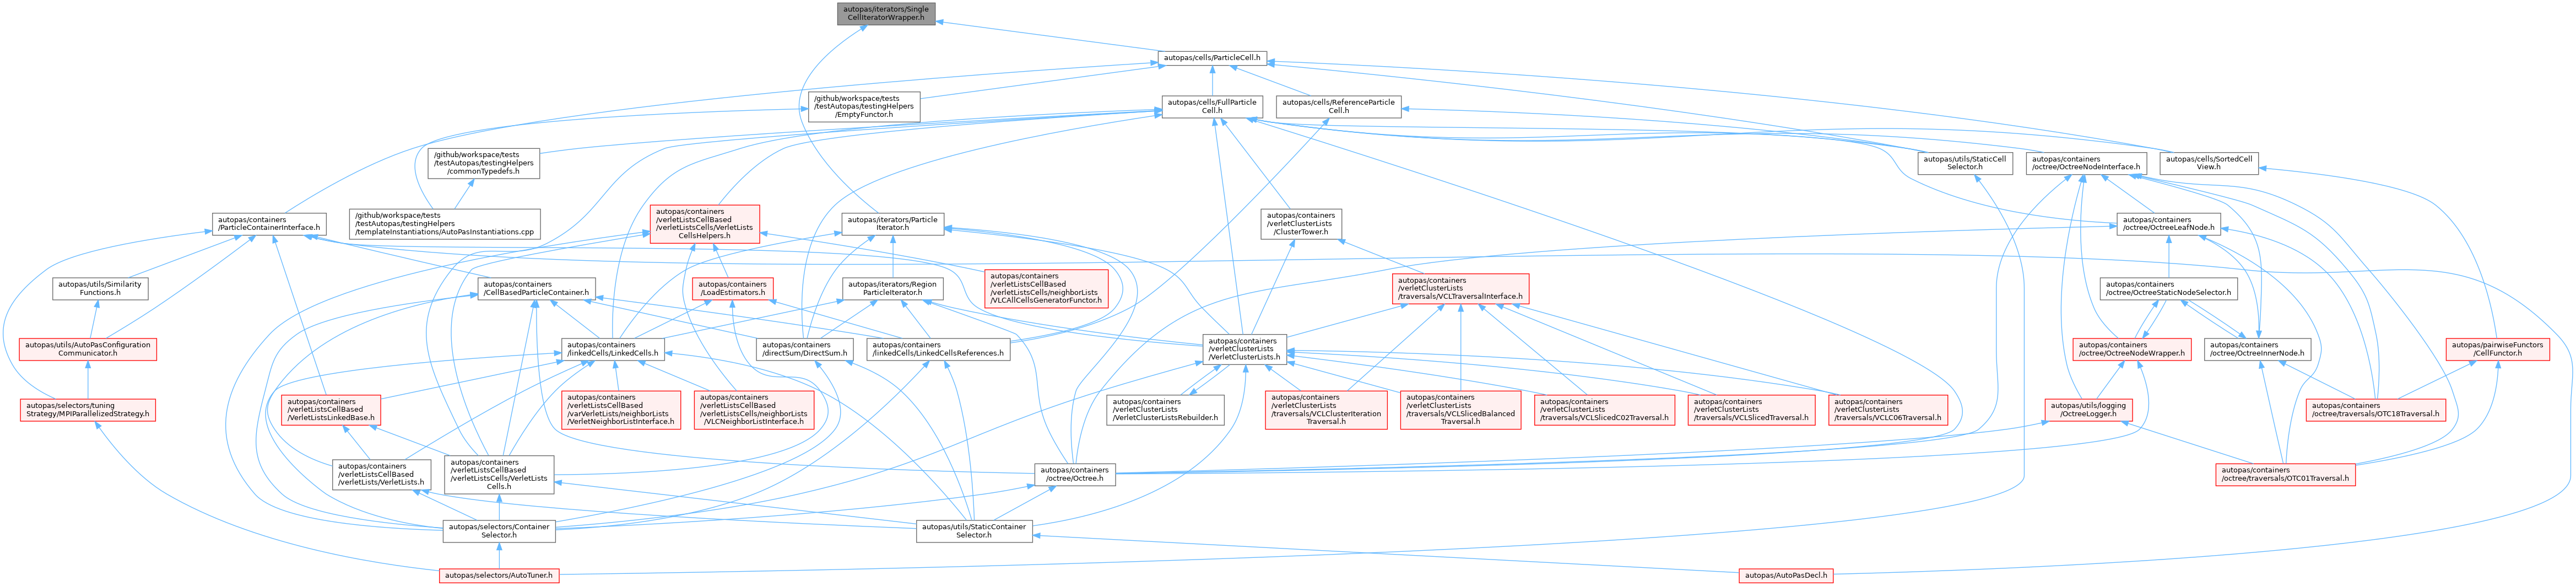 autopas/iterators/Single
CellIteratorWrapper.h
autopas/cells/ParticleCell.h
/github/workspace/tests
/testAutopas/testingHelpers
/EmptyFunctor.h
autopas/cells/FullParticle
Cell.h
autopas/cells/ReferenceParticle
Cell.h
/github/workspace/tests
/testAutopas/testingHelpers
/commonTypedefs.h
autopas/utils/StaticCell
Selector.h
autopas/containers
/octree/OctreeNodeInterface.h
autopas/cells/SortedCell
View.h
autopas/containers
/ParticleContainerInterface.h
/github/workspace/tests
/testAutopas/testingHelpers
/templateInstantiations/AutoPasInstantiations.cpp
autopas/containers
/verletListsCellBased
/verletListsCells/VerletLists
CellsHelpers.h
autopas/iterators/Particle
Iterator.h
autopas/containers
/verletClusterLists
/ClusterTower.h
autopas/containers
/octree/OctreeLeafNode.h
autopas/utils/Similarity
Functions.h
autopas/containers
/CellBasedParticleContainer.h
autopas/containers
/LoadEstimators.h
autopas/iterators/Region
ParticleIterator.h
autopas/containers
/verletListsCellBased
/verletListsCells/neighborLists
/VLCAllCellsGeneratorFunctor.h
autopas/containers
/verletClusterLists
/traversals/VCLTraversalInterface.h
autopas/containers
/octree/OctreeStaticNodeSelector.h
autopas/utils/AutoPasConfiguration
Communicator.h
autopas/containers
/linkedCells/LinkedCells.h
autopas/containers
/directSum/DirectSum.h
autopas/containers
/linkedCells/LinkedCellsReferences.h
autopas/containers
/verletClusterLists
/VerletClusterLists.h
autopas/containers
/octree/OctreeNodeWrapper.h
autopas/containers
/octree/OctreeInnerNode.h
autopas/pairwiseFunctors
/CellFunctor.h
autopas/selectors/tuning
Strategy/MPIParallelizedStrategy.h
autopas/containers
/verletListsCellBased
/VerletListsLinkedBase.h
autopas/containers
/verletListsCellBased
/varVerletLists/neighborLists
/VerletNeighborListInterface.h
autopas/containers
/verletListsCellBased
/verletListsCells/neighborLists
/VLCNeighborListInterface.h
autopas/containers
/verletClusterLists
/VerletClusterListsRebuilder.h
autopas/containers
/verletClusterLists
/traversals/VCLClusterIteration
Traversal.h
autopas/containers
/verletClusterLists
/traversals/VCLSlicedBalanced
Traversal.h
autopas/containers
/verletClusterLists
/traversals/VCLSlicedC02Traversal.h
autopas/containers
/verletClusterLists
/traversals/VCLSlicedTraversal.h
autopas/containers
/verletClusterLists
/traversals/VCLC06Traversal.h
autopas/utils/logging
/OctreeLogger.h
autopas/containers
/octree/traversals/OTC18Traversal.h
autopas/containers
/verletListsCellBased
/verletLists/VerletLists.h
autopas/containers
/verletListsCellBased
/verletListsCells/VerletLists
Cells.h
autopas/containers
/octree/Octree.h
autopas/containers
/octree/traversals/OTC01Traversal.h
autopas/selectors/Container
Selector.h
autopas/utils/StaticContainer
Selector.h
autopas/selectors/AutoTuner.h
autopas/AutoPasDecl.h